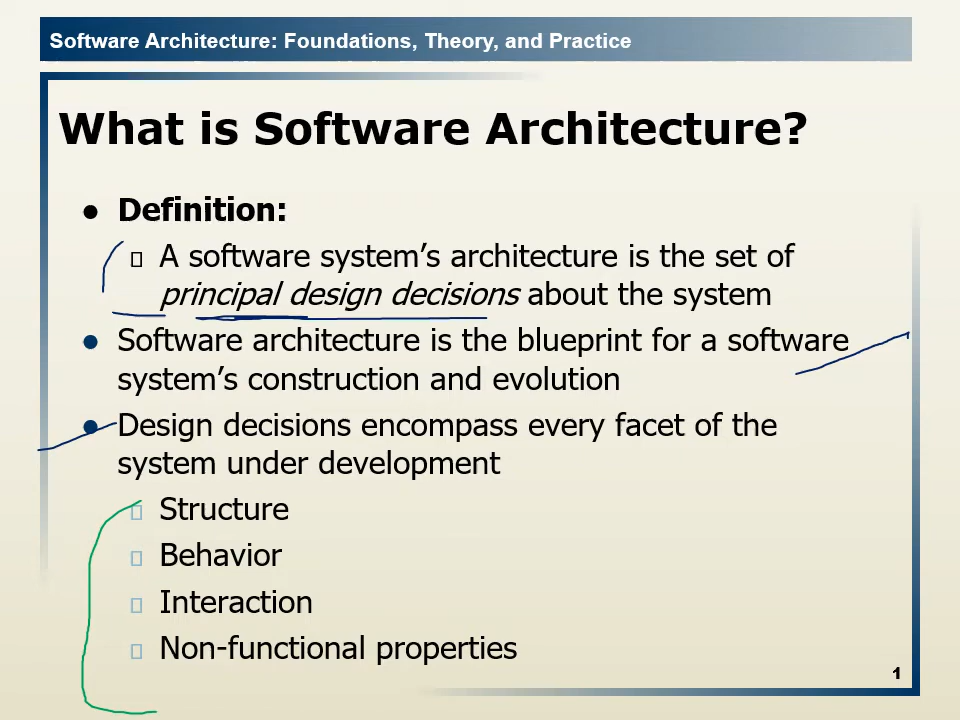 Software Architecture: Foundations, Theory, and Practice
What is Software Architecture?
Definition:
A software system’s architecture is the set of
principal design decisions about the system
Software architecture is the blueprint for a software
system’s construction and evolution
Design decisions encompass every facet of the
system under development
Structure
Behavior
Interaction
Non-functional properties
1